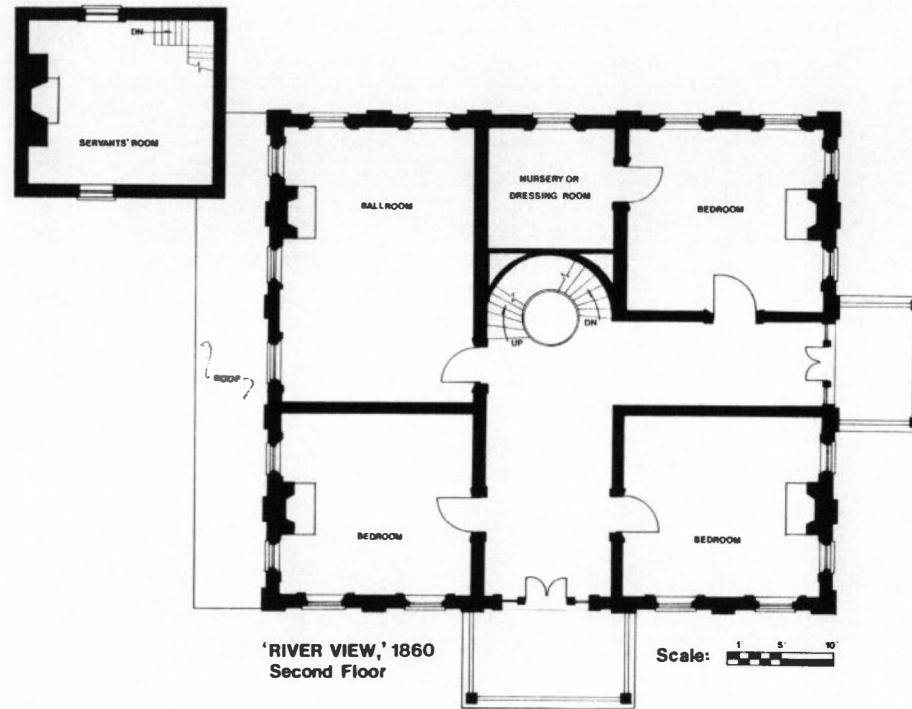 DN
SERVANTS' ROOM
BALLROOM
NURSERY OR
DRESSING ROOM
BEDROOM
UP
DN
ROOF
BEDROOM
BEDROOM
'RIVER VIEW,' 1860
Second Floor
Scale:
1' 5' 10'